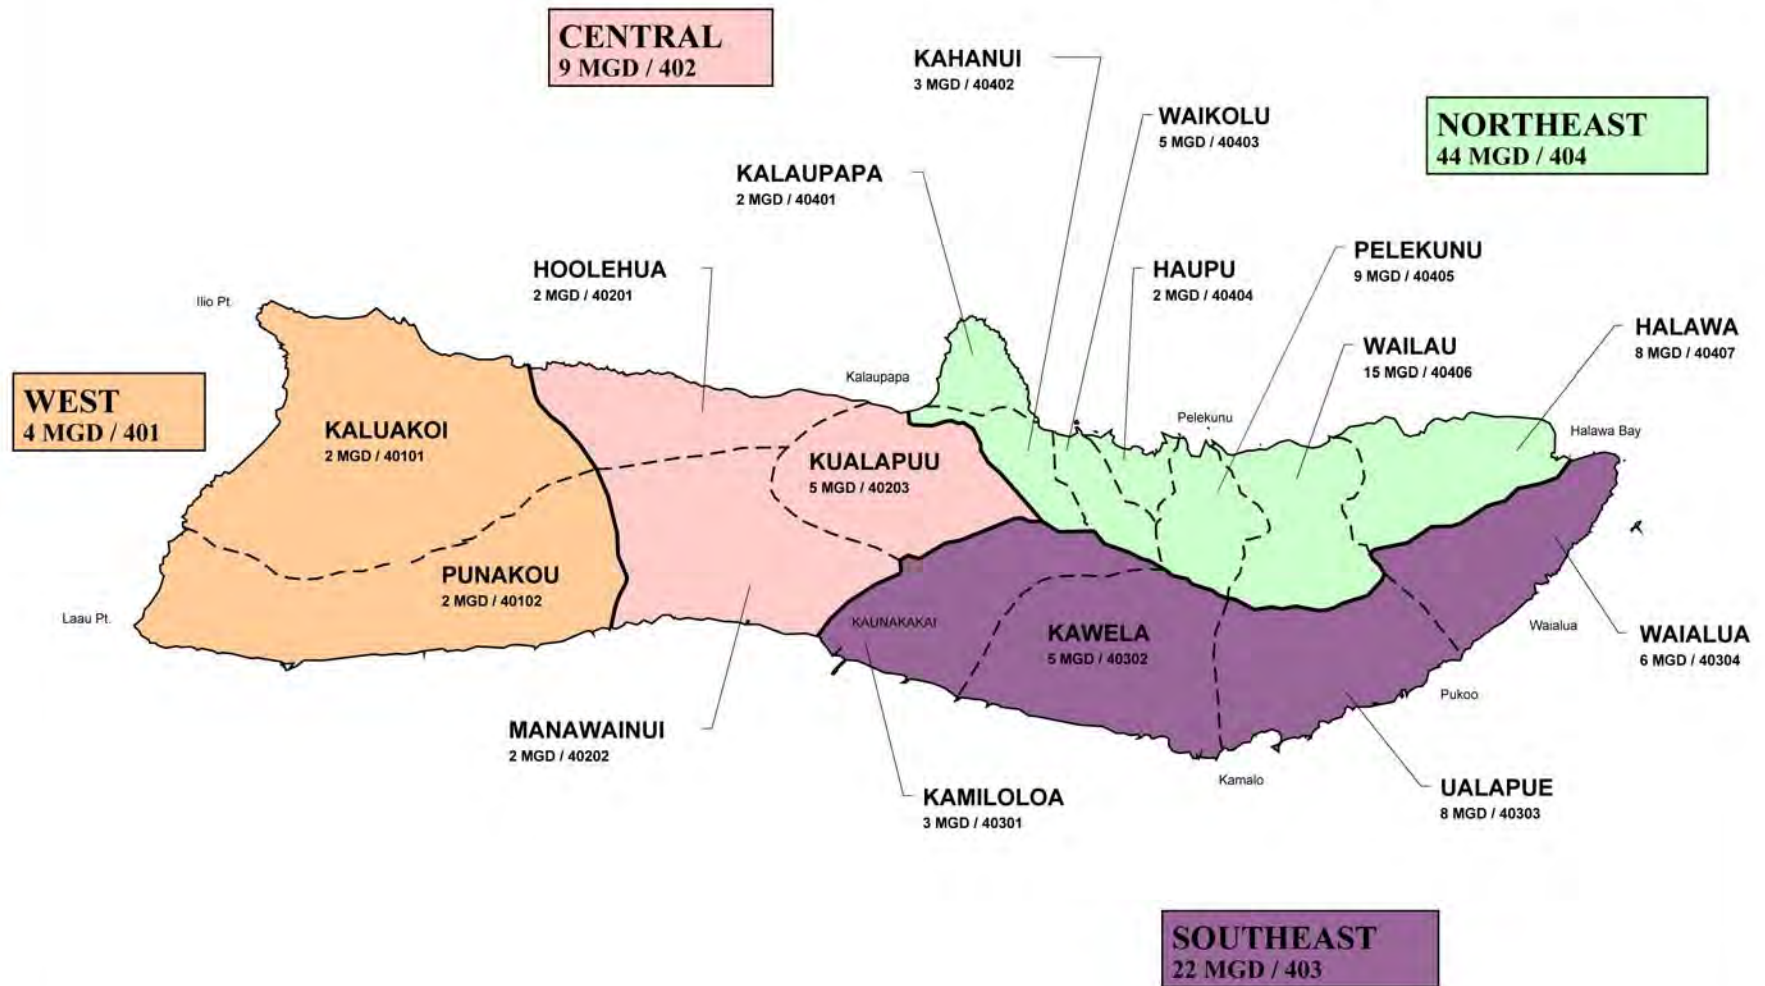 CENTRAL
9 MGD / 402
KAHANUI
3 MGD / 40402
WAIKOLU
5 MGD / 40403
NORTHEAST
44 MGD / 404
KALAUPAPA
2 MGD / 40401
HOOLEHUA
2 MGD / 40201
HAUPU
2 MGD / 40404
PELEKUNU
9 MGD / 40405
Ilio Pt.
HALAWA
8 MGD / 40407
WAILAU
15 MGD / 40406
Kalaupapa
WEST
4 MGD / 401
Pelekunu
Halawa Bay
KALUAKOI
2 MGD / 40101
KUALAPUU
5 MGD / 40203
PUNAKOU
2 MGD / 40102
Laau Pt.
KAUNAKAKAI
KAWELA
5 MGD / 40302
Waialua
WAIALUA
6 MGD / 40304
Pukoo
MANAWAINUI
2 MGD / 40202
Kamalo
KAMILOLOA
3 MGD / 40301
UALAPUE
8 MGD / 40303
SOUTHEAST
22 MGD / 403